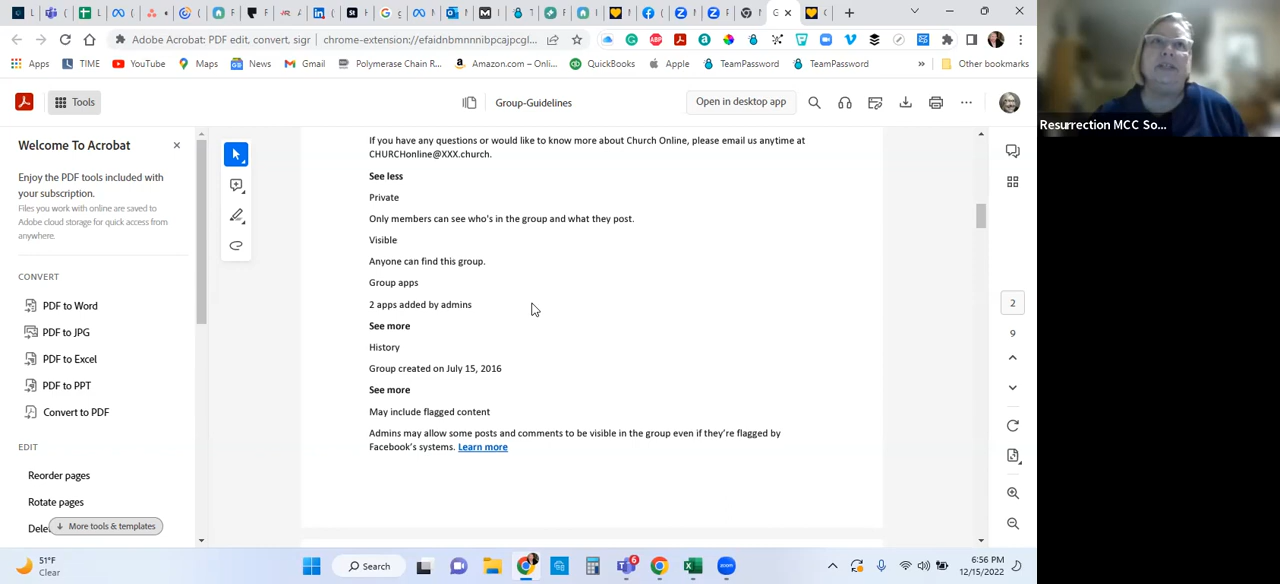 Adobe Acrobat: PDF edit, convert, sigr
chrome-extension://efaidnbmnnnibpcajpcgl...
Apps
TIME
YouTube
Maps
News
Gmail
Polymerase Chain R...
Amazon.com – Onli...
QuickBooks
Apple
TeamPassword
TeamPassword
»
Other bookmarks
Tools
Group-Guidelines
Open in desktop app
Welcome To Acrobat
Enjoy the PDF tools included with
your subscription.
Files you work with online are saved to
Adobe cloud storage for quick access from
anywhere.
CONVERT
PDF to Word
PDF to JPG
PDF to Excel
PDF to PPT
Convert to PDF
EDIT
Reorder pages
Rotate pages
More tools & templates
If you have any questions or would like to know more about Church Online, please email us anytime at
CHURCHonline@XXX.church.
See less
Private
Only members can see who's in the group and what they post.
Visible
Anyone can find this group.
Group apps
2 apps added by admins
See more
History
Group created on July 15, 2016
See more
May include flagged content
Admins may allow some posts and comments to be visible in the group even if they're flagged by
Facebook's systems. Learn more
2
9
Resurrection MCC So...
51°F
Clear
Search
6
zoom
6:56 PM
12/15/2022